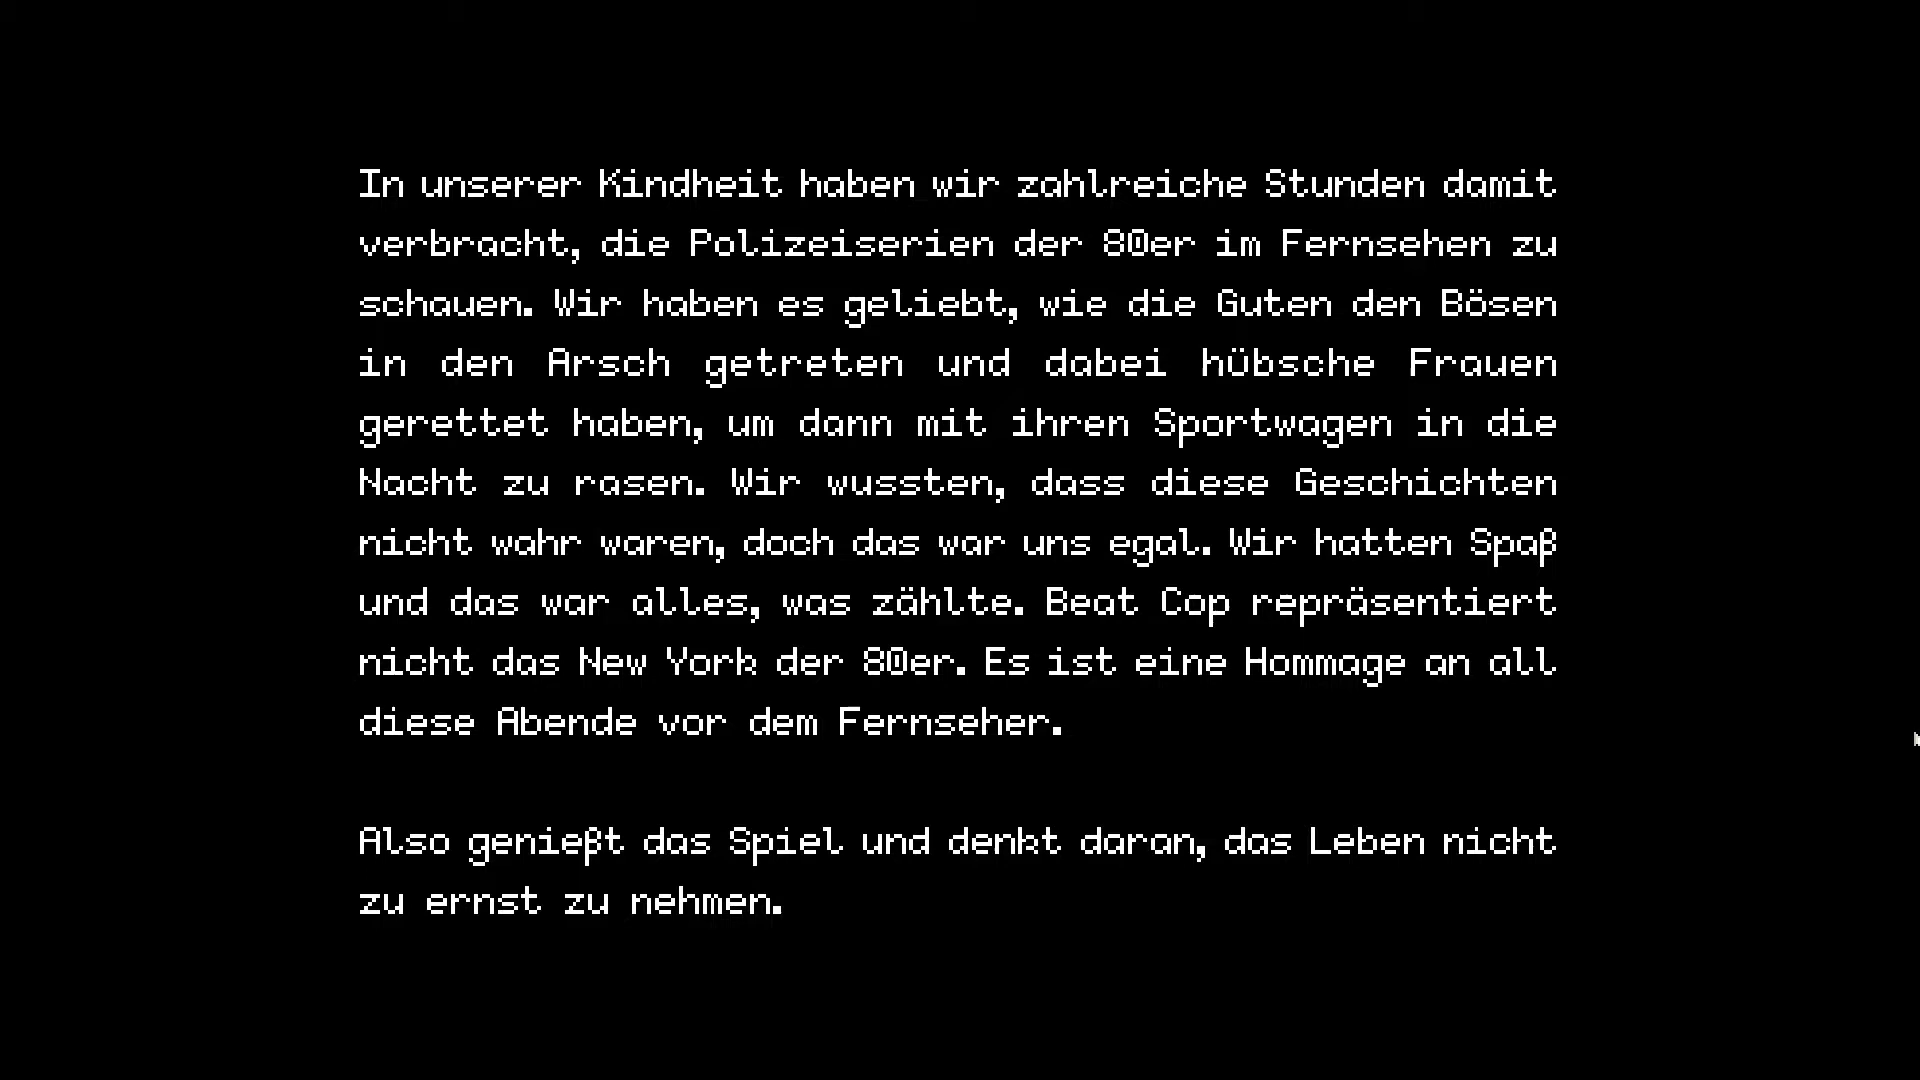 In unserer Kindheit haben wir zahlreiche Stunden damit
verbracht, die Polizeiserien der 80er im Fernsehen zu
schauen. Wir haben es geliebt, wie die Guten den Bösen
in den Arsch getreten und dabei hÜbsche Frauen
gerettet haben, um dann mit ihren Sportwagen in die
Nacht zu rasen. Wir wussten, dass diese Geschichten
nicht wahr waren, doch das war uns egal. Wir hatten Spaß
und das war alles, was zählte. Beat Cop repräsentiert
nicht das New York der 80er. Es ist eine Hommage an all
diese Abende vor dem Fernseher.
Also genießt das Spiel und denkt daran, das Leben nicht
zu ernst zu nehmen.